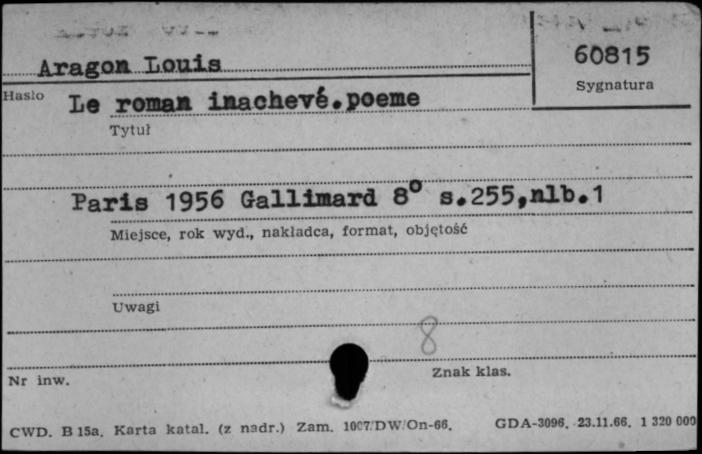 Aragon Louis
60815
Sygnatura
Hasło
Le roman inachevé.poeme
Tytuł
Paris 1956 Gallimard 8° s.255,nlb.1
Miejsce, rok wyd., nakładca, format, objętość
Uwagi
8
Nr inw.
Znak klas.
CWD. B 15a. Karta katal. (z nadr.) Zam. 1007/DW/On-66. GDA-3096. 23.11.66. 1 320 000